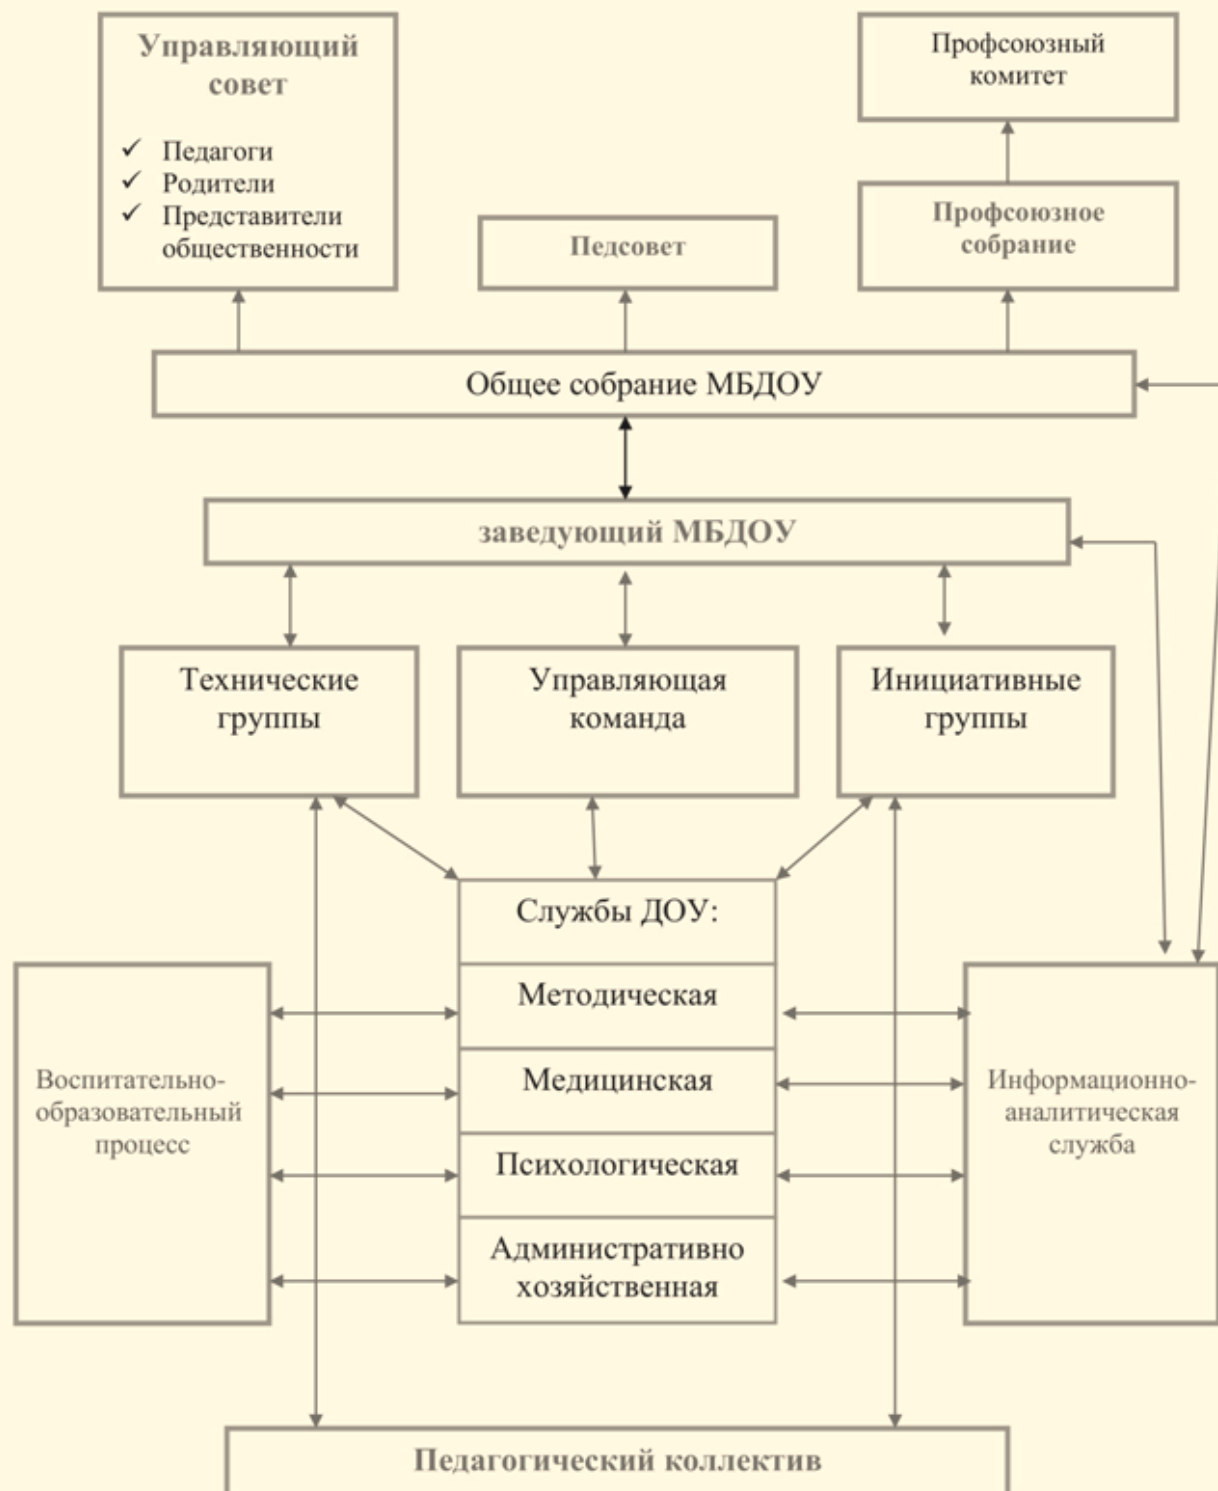 Управляющий
совет
✓ Педагоги
✓ Родители
✓ Представители
общественности
Профсоюзный
комитет
Профсоюзное
собрание
Педсовет
Общее собрание МБДОУ
заведующий МБДОУ
Технические
группы
Управляющая
команда
Инициативные
группы
Службы ДОУ:
Методическая
Медицинская
Психологическая
Административно
хозяйственная
Воспитательно-
образовательный
процесс
Информационно-
аналитическая
служба
Педагогический коллектив